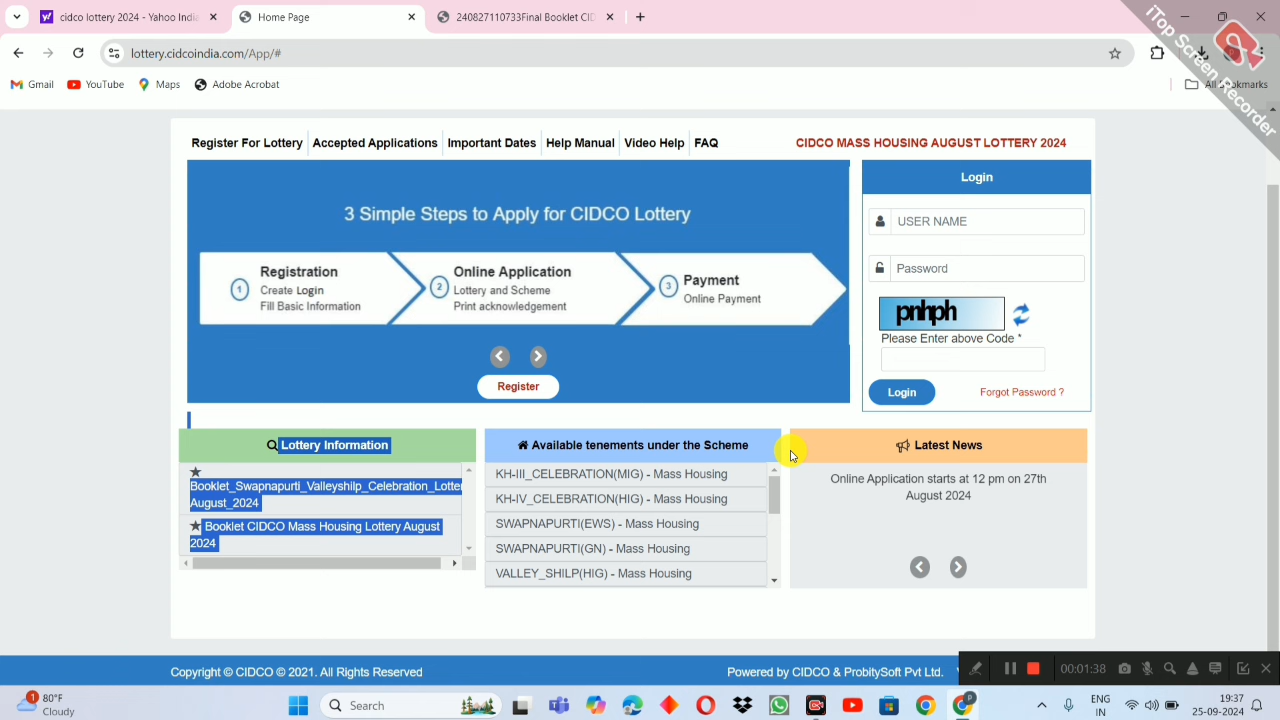 cidco lottery 2024 - Yahoo India
Home Page
240827110733Final Booklet CID
lottery.cidcoindia.com/App/#
Gmail
YouTube
Maps
Adobe Acrobat
All Bookmarks
iTop Screen Recorder
Register For Lottery
Accepted Applications
Important Dates
Help Manual
Video Help
FAQ
CIDCO MASS HOUSING AUGUST LOTTERY 2024
3 Simple Steps to Apply for CIDCO Lottery
1
Registration
Create Login
Fill Basic Information
2
Online Application
Lottery and Scheme
Print acknowledgement
3
Payment
Online Payment
Register
Login
USER NAME
Password
pnhph
Please Enter above Code *
Login
Forgot Password ?
Lottery Information
Booklet_Swapnapurti_Valleyshilp_Celebration_Lotter
August_2024
Booklet CIDCO Mass Housing Lottery August
2024
Available tenements under the Scheme
KH-III_CELEBRATION(MIG) - Mass Housing
KH-IV_CELEBRATION(HIG) - Mass Housing
SWAPNAPURTI(EWS) - Mass Housing
SWAPNAPURTI(GN) - Mass Housing
VALLEY_SHILP(HIG) - Mass Housing
Latest News
Online Application starts at 12 pm on 27th
August 2024
Copyright © CIDCO © 2021. All Rights Reserved
Powered by CIDCO & ProbitySoft Pvt Ltd.
00:01:38
1
80°F
Cloudy
Search
P
ENG
IN
19:37
25-09-2024